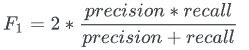 F₁ = 2 * precision * recall / precision + recall